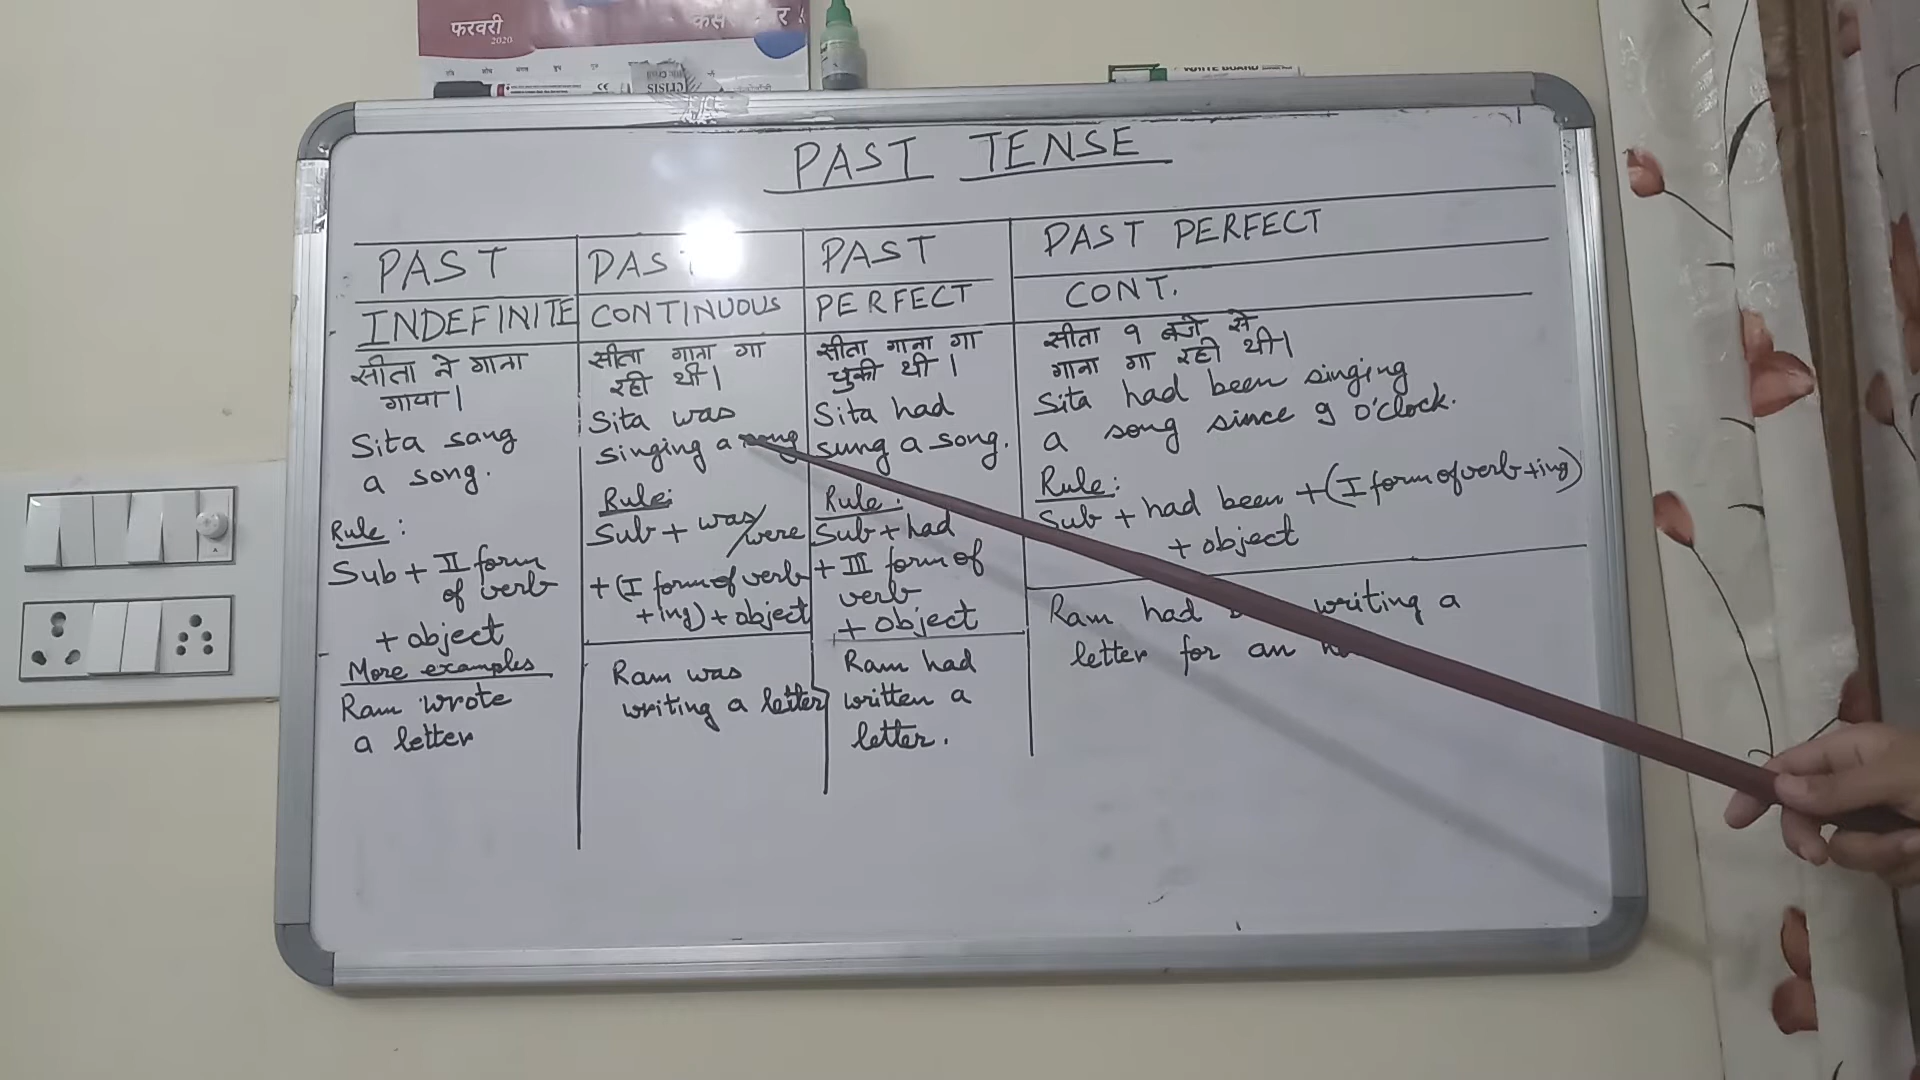 फरवरी
2020
CRISIS
WHITE BOARD
PAST TENSE
PAST
INDEFINITE
सीता ने गाना
गाया।
Sita sang
a song.
Rule:
Sub + II form
of verb
+ object
More examples
Ram wrote
a letter
PAST
CONTINUOUS
सीता गाना गा
रही थी।
Sita was
singing a song
Rule:
Sub + was/were
+ (I form of verb
+ing) + object
Ram was
writing a letter
PAST
PERFECT
सीता गाना गा
चुकी थी।
Sita had
sung a song.
Rule:
Sub + had
+ III form of
verb
+ object
Ram had
written a
letter.
PAST PERFECT
CONT.
सीता 9 बजे से
गाना गा रही थी।
Sita had been singing
a song since 9 o'clock.
Rule:
Sub + had been + (I form of verb+ing)
+ object
Ram had writing a
letter for an